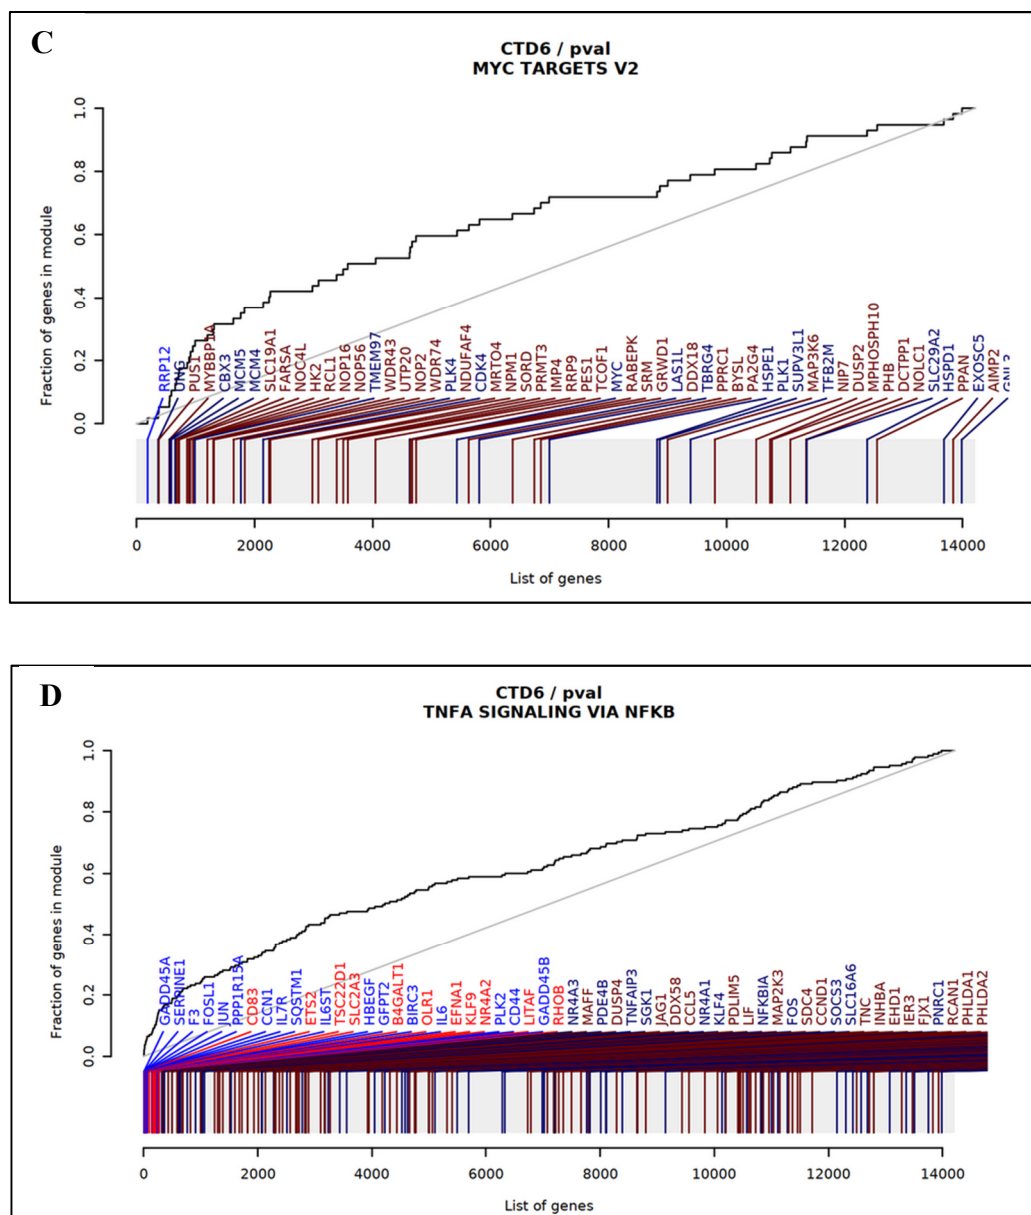 C
CTD6 / pval
MYC TARGETS V2
Fraction of genes in module
1.0
0.8
0.6
0.4
0.2
0.0
RRP12
UNG
PUS1
MYBBP1A
CBX3
MCM5
MCM4
SLC19A1
FARSA
NOC4L
HK2
RCL1
NOP16
NOP56
TMEM97
WDR43
UTP20
NOP2
WDR74
PLK4
NDUFAF4
CDK4
MRTO4
NPM1
SORD
PRMT3
IMP4
RRP9
PES1
TCOF1
MYC
RABEPK
SRM
GRWD1
LAS1L
DDX18
TBRG4
PPRC1
BYSL
PA2G4
HSPE1
PLK1
SUPV3L1
MAP3K6
TFB2M
NIP7
DUSP2
MPHOSPH10
PHB
DCTPP1
NOLC1
SLC29A2
HSPD1
PPAN
EXOSC5
AIMP2
0
2000
4000
6000
8000
10000
12000
14000
List of genes
D
CTD6 / pval
TNFA SIGNALING VIA NFKB
Fraction of genes in module
1.0
0.8
0.6
0.4
0.2
0.0
GADD45A
SERPINE1
F3
FOSL1
JUN
PPP1R15A
CD83
CCN1
IL7R
SQSTM1
ETS2
IL6ST
TSC22D1
SLC2A3
HBEGF
GFPT2
B4GALT1
BIRC3
OLR1
IL6
EFNA1
KLF9
NR4A2
PLK2
CD44
LITAF
GADD45B
RHOB
NR4A3
MAFF
PDE4B
DUSP4
TNFAIP3
SGK1
JAG1
DDX58
CCL5
NR4A1
KLF4
PDLIM5
LIF
NFKBIA
MAP2K3
FOS
SDC4
CCND1
SOCS3
SLC16A6
TNC
INHBA
EHD1
IER3
FJX1
PNRC1
RCAN1
PHLDA1
PHLDA2
0
2000
4000
6000
8000
10000
12000
14000
List of genes